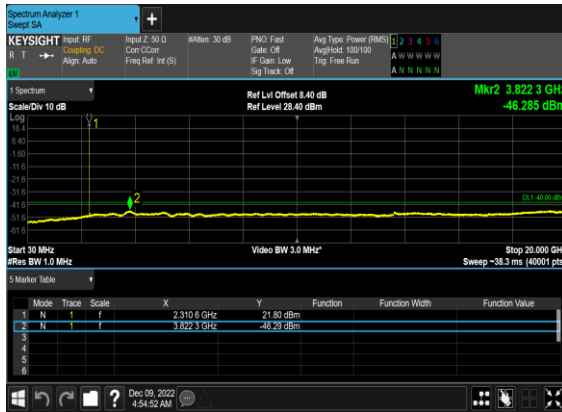 Spectrum Analyzer 1
Swept SA
+
KEYSIGHT Input: RF Input Z: 50 Ω #Atten: 30 dB PNO: Fast Avg Type: Power (RMS) 1 2 3 4 5 6
R T Coupling: DC Corr CCorr Gate: Off Avg|Hold: 100/100 A W W W W W
Align: Auto Freq Ref: Int (S) IF Gain: Low Trig: Free Run
Sig Track: Off A N N N N N
1 Spectrum
Scale/Div 10 dB
Ref Lvl Offset 8.40 dB
Ref Level 28.40 dBm
Mkr2 3.822 3 GHz
-46.285 dBm
Log
18.4
8.40
-1.60
-11.6
-21.6
-31.6
-41.6
-51.6
-61.6
1
2
DL1 -40.00 dB
Start 30 MHz Video BW 3.0 MHz* Stop 20.000 GH
#Res BW 1.0 MHz Sweep ~38.3 ms (40001 pts
5 Marker Table
Mode Trace Scale X Y Function Function Width Function Value
1 N 1 f 2.310 6 GHz 21.80 dBm
2 N 1 f 3.822 3 GHz -46.29 dBm
3
4
5
6
? Dec 09, 2022
4:54:52 AM